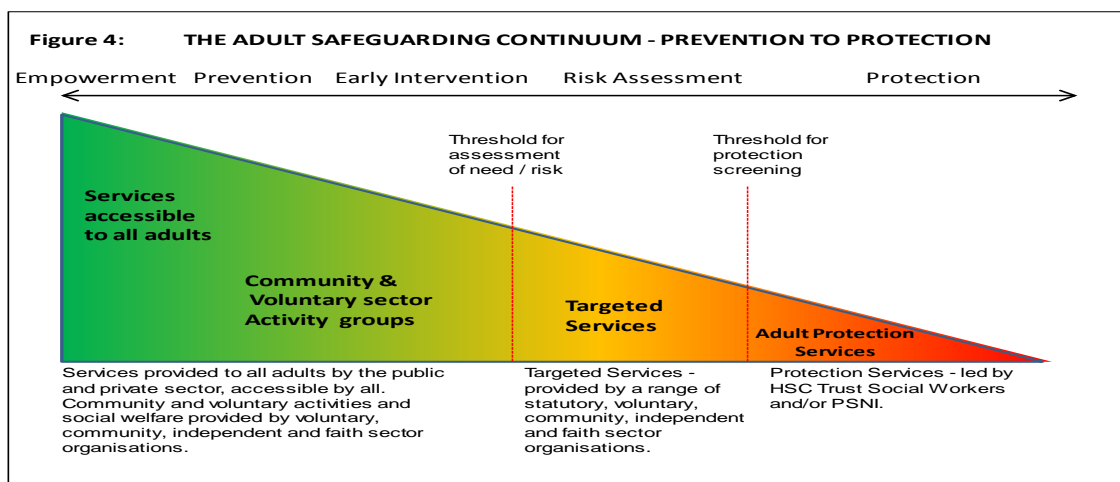 Figure 4: THE ADULT SAFEGUARDING CONTINUUM - PREVENTION TO PROTECTION
Empowerment Prevention Early Intervention Risk Assessment Protection
Threshold for
assessment
of need / risk
Threshold for
protection
screening
Services
accessible
to all adults
Community &
Voluntary sector
Activity groups
Targeted
Services
Adult Protection
Services
Services provided to all adults by the public
and private sector, accessible by all.
Community and voluntary activities and
social welfare provided by voluntary,
community, independent and faith sector
organisations.
Targeted Services -
provided by a range of
statutory, voluntary,
community, independent
and faith sector
organisations.
Protection Services - led by
HSC Trust Social Workers
and/or PSNI.